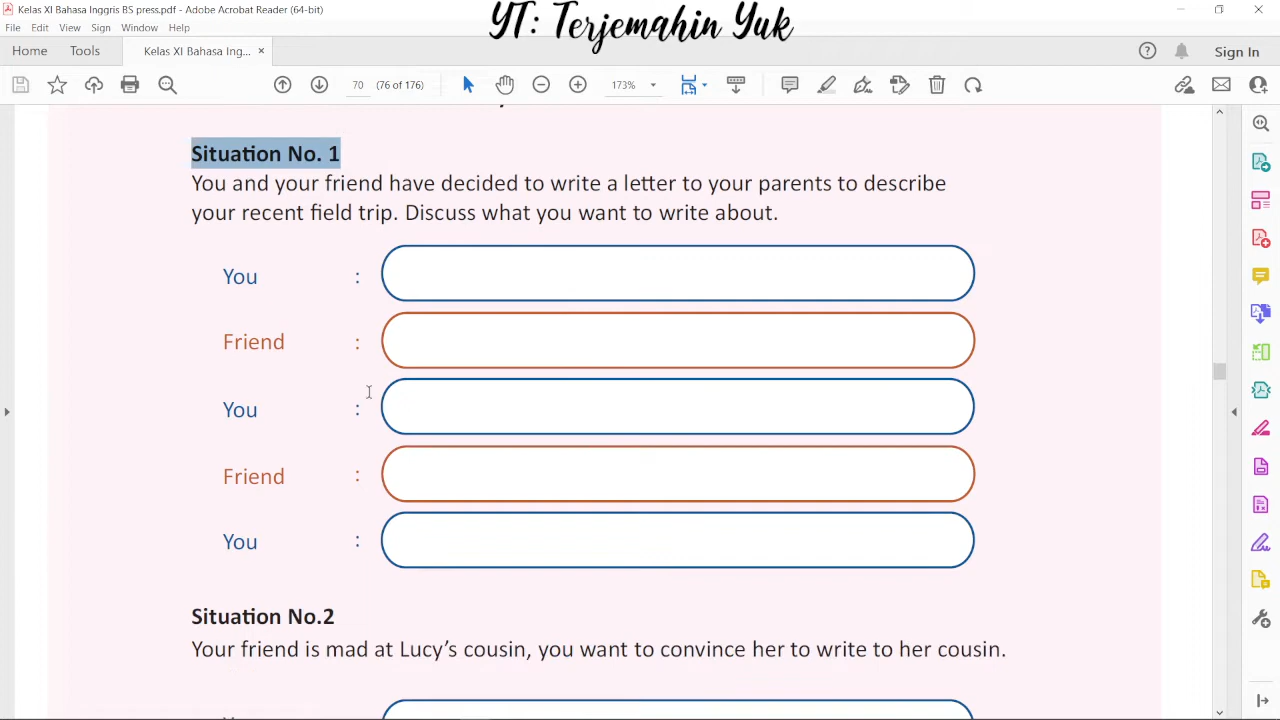 Kelas XI Bahasa Inggris BS press.pdf - Adobe Acrobat Reader (64-bit)
YT: Terjemahin Yuk
File Edit View Sign Window Help
Home Tools Kelas XI Bahasa Ing... × Sign In
70 (76 of 176) 173%
Situation No. 1
You and your friend have decided to write a letter to your parents to describe
your recent field trip. Discuss what you want to write about.
You :
Friend :
You :
Friend :
You :
Situation No.2
Your friend is mad at Lucy's cousin, you want to convince her to write to her cousin.